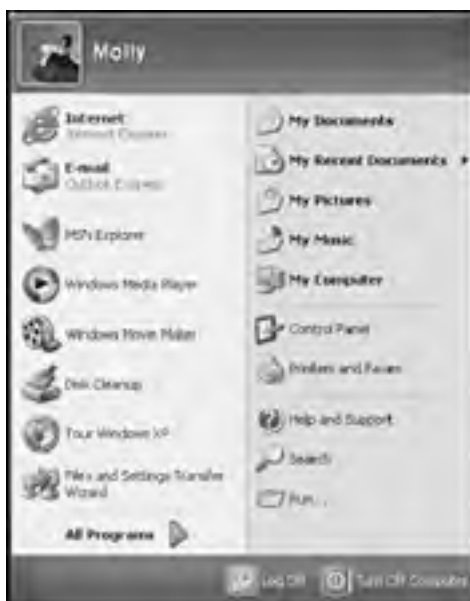 Molly
Internet
Internet Explorer
E-mail
Outlook Express
MSN Explorer
Windows Media Player
Windows Movie Maker
Disk Cleanup
Tour Windows XP
Files and Settings Transfer
Wizard
All Programs
My Documents
My Recent Documents
My Pictures
My Music
My Computer
Control Panel
Printers and Faxes
Help and Support
Search
Run...
Log Off
Turn Off Computer